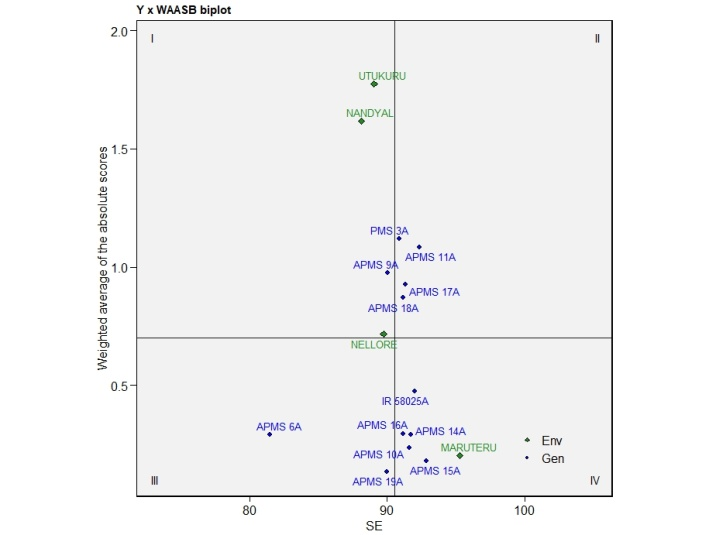 Y x WAASB biplot
2.0
I
II
UTUKURU
NANDYAL
1.5
Weighted average of the absolute scores
PMS 3A
APMS 11A
APMS 9A
1.0
APMS 17A
APMS 18A
NELLORE
0.5
IR 58025A
APMS 6A
APMS 16A
APMS 14A
MARUTERU
Env
APMS 10A
Gen
APMS 15A
APMS 19A
III
IV
80
90
100
SE